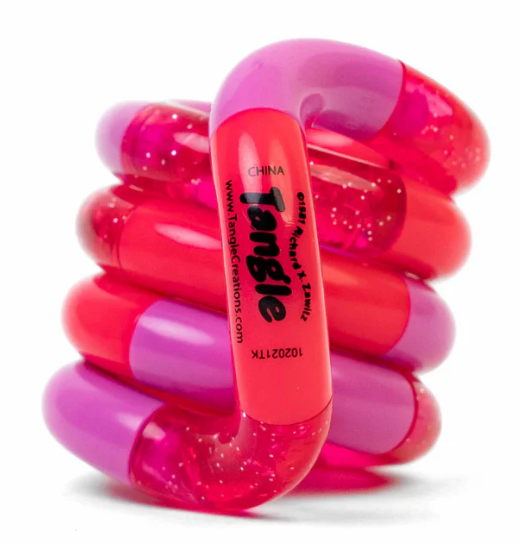 CHINA
©1981 Richard X. Zawitz
Tangle
www.TangleCreations.com
102021TK